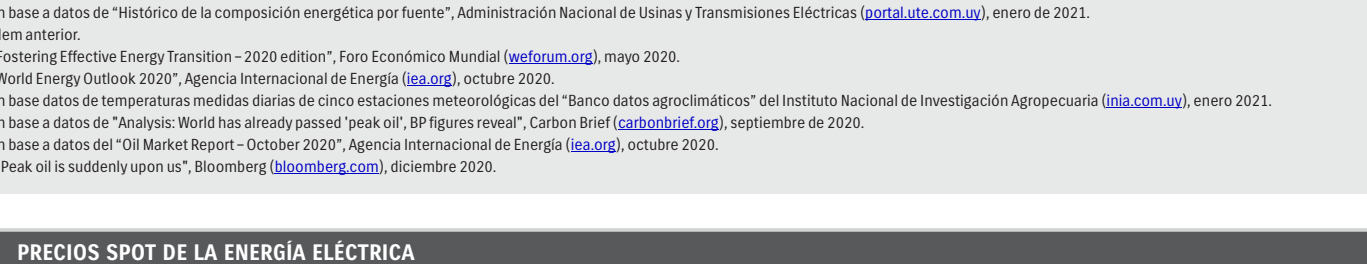 n base a datos de “Histórico de la composición energética por fuente”, Administración Nacional de Usinas y Transmisiones Eléctricas (portal.ute.com.uy), enero de 2021.
dem anterior.
Fostering Effective Energy Transition – 2020 edition”, Foro Económico Mundial (weforum.org), mayo 2020.
World Energy Outlook 2020”, Agencia Internacional de Energía (iea.org), octubre 2020.
n base datos de temperaturas medidas diarias de cinco estaciones meteorológicas del “Banco datos agroclimáticos” del Instituto Nacional de Investigación Agropecuaria (inia.com.uy), enero 2021.
n base a datos de "Analysis: World has already passed 'peak oil', BP figures reveal", Carbon Brief (carbonbrief.org), septiembre de 2020.
n base a datos del “Oil Market Report – October 2020”, Agencia Internacional de Energía (iea.org), octubre 2020.
Peak oil is suddenly upon us", Bloomberg (bloomberg.com), diciembre 2020.
PRECIOS SPOT DE LA ENERGÍA ELÉCTRICA